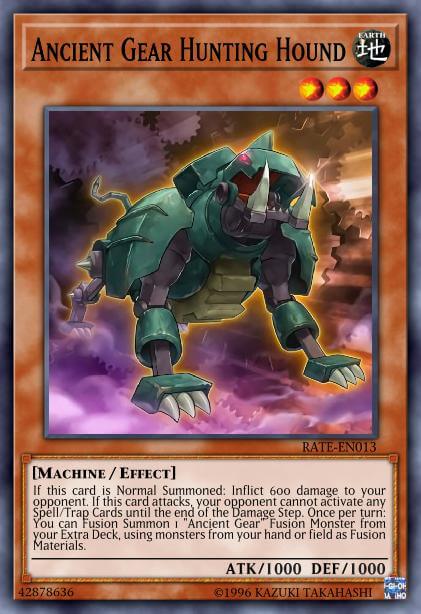 ANCIENT GEAR HUNTING HOUND
EARTH
地
RATE-EN013
[MACHINE / EFFECT]
If this card is Normal Summoned: Inflict 600 damage to your
opponent. If this card attacks, your opponent cannot activate any
Spell/Trap Cards until the end of the Damage Step. Once per turn:
You can Fusion Summon 1 "Ancient Gear" Fusion Monster from
your Extra Deck, using monsters from your hand or field as Fusion
Materials.
ATK/1000 DEF/1000
42878636
©1996 KAZUKI TAKAHASHI